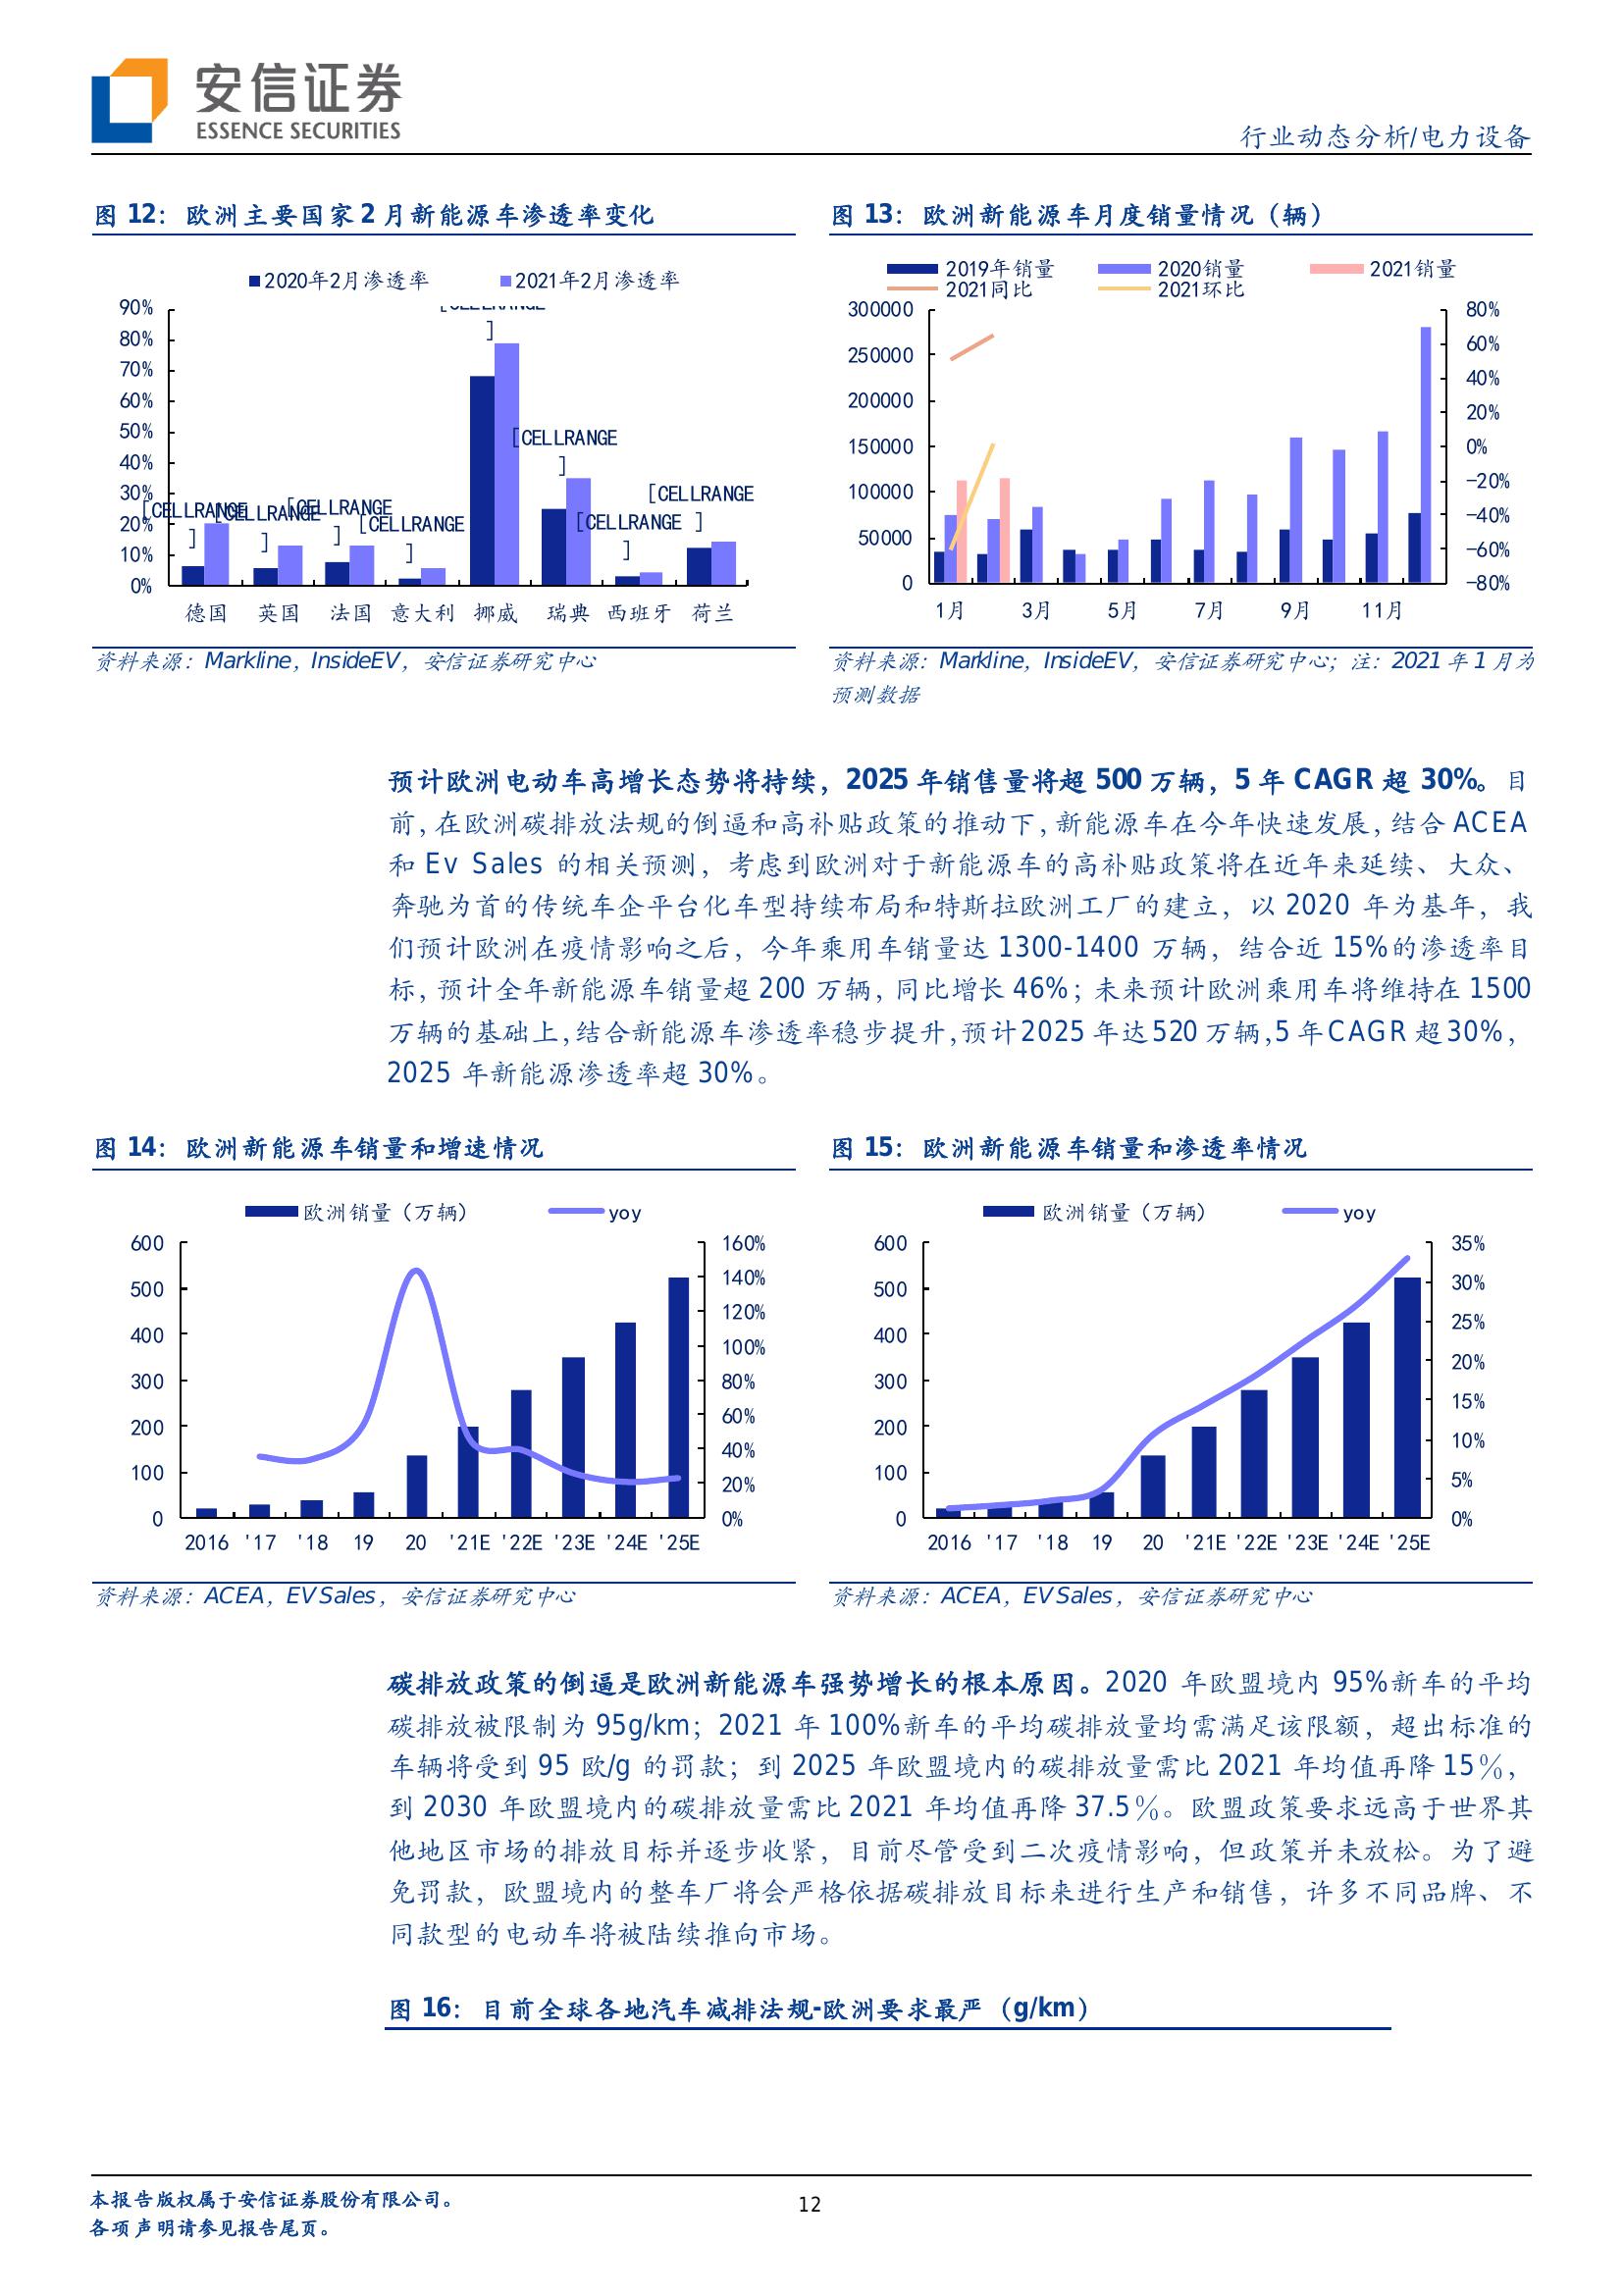 安信证券
ESSENCE SECURITIES
行业动态分析/电力设备
图 12：欧洲主要国家 2 月新能源车渗透率变化
2020年2月渗透率 2021年2月渗透率
90%
80%
70%
60%
50%
40%
30%
20%
10%
0%
[CELLRANGE
]
[CELLRANGE
]
[CELLRANGE
]
[CELLRANGE
]
[CELLRANGE
]
[CELLRANGE
]
[CELLRANGE
]
[CELLRANGE
]
德国 英国 法国 意大利 挪威 瑞典 西班牙 荷兰
资料来源：Markline，InsideEV，安信证券研究中心
图 13：欧洲新能源车月度销量情况（辆）
2019年销量 2020销量 2021销量
2021同比 2021环比
300000
250000
200000
150000
100000
50000
0
80%
60%
40%
20%
0%
-20%
-40%
-60%
-80%
1月 3月 5月 7月 9月 11月
资料来源：Markline，InsideEV，安信证券研究中心；注：2021 年 1 月为
预测数据
预计欧洲电动车高增长态势将持续，2025 年销售量将超 500 万辆，5 年 CAGR 超 30%。目
前，在欧洲碳排放法规的倒逼和高补贴政策的推动下，新能源车在今年快速发展，结合 ACEA
和 Ev Sales 的相关预测，考虑到欧洲对于新能源车的高补贴政策将在近年来延续、大众、
奔驰为首的传统车企平台化车型持续布局和特斯拉欧洲工厂的建立，以 2020 年为基年，我
们预计欧洲在疫情影响之后，今年乘用车销量达 1300-1400 万辆，结合近 15%的渗透率目
标，预计全年新能源车销量超 200 万辆，同比增长 46%；未来预计欧洲乘用车将维持在 1500
万辆的基础上，结合新能源车渗透率稳步提升，预计2025 年达 520 万辆，5 年 CAGR 超 30%，
2025 年新能源渗透率超 30%。
图 14：欧洲新能源车销量和增速情况
欧洲销量（万辆） yoy
600
500
400
300
200
100
0
160%
140%
120%
100%
80%
60%
40%
20%
0%
2016 '17 '18 19 20 '21E '22E '23E '24E '25E
资料来源：ACEA，EV Sales，安信证券研究中心
图 15：欧洲新能源车销量和渗透率情况
欧洲销量（万辆） yoy
600
500
400
300
200
100
0
35%
30%
25%
20%
15%
10%
5%
0%
2016 '17 '18 19 20 '21E '22E '23E '24E '25E
资料来源：ACEA，EV Sales，安信证券研究中心
碳排放政策的倒逼是欧洲新能源车强势增长的根本原因。2020 年欧盟境内 95%新车的平均
碳排放被限制为 95g/km；2021 年 100%新车的平均碳排放量均需满足该限额，超出标准的
车辆将受到 95 欧/g 的罚款；到 2025 年欧盟境内的碳排放量需比 2021 年均值再降 15％，
到 2030 年欧盟境内的碳排放量需比 2021 年均值再降 37.5％。欧盟政策要求远高于世界其
他地区市场的排放目标并逐步收紧，目前尽管受到二次疫情影响，但政策并未放松。为了避
免罚款，欧盟境内的整车厂将会严格依据碳排放目标来进行生产和销售，许多不同品牌、不
同款型的电动车将被陆续推向市场。
图 16：目前全球各地汽车减排法规-欧洲要求最严（g/km）
本报告版权属于安信证券股份有限公司。
各项声明请参见报告尾页。
12